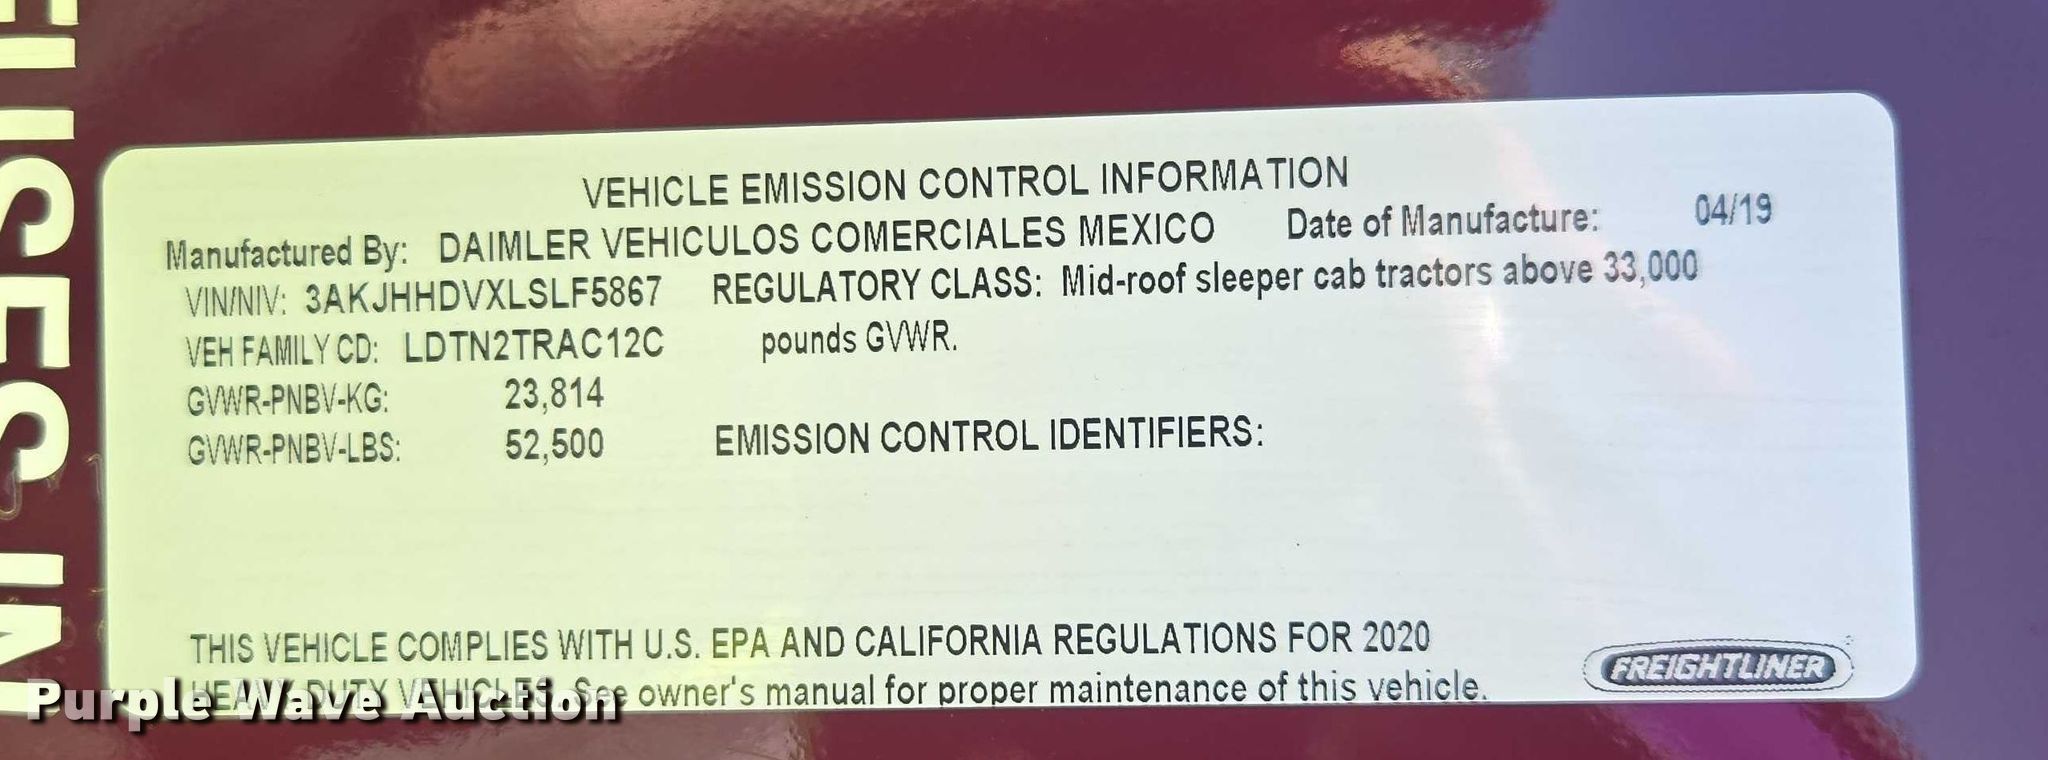 VEHICLE EMISSION CONTROL INFORMATION
Manufactured By: DAIMLER VEHICULOS COMERCIALES MEXICO Date of Manufacture: 04/19
VIN/NIV: 3AKJHHDVXLSLF5867 REGULATORY CLASS: Mid-roof sleeper cab tractors above 33,000
VEH FAMILY CD: LDTN2TRAC12C pounds GVWR.
GVWR-PNBV-KG: 23,814
GVWR-PNBV-LBS: 52,500 EMISSION CONTROL IDENTIFIERS:
THIS VEHICLE COMPLIES WITH U.S. EPA AND CALIFORNIA REGULATIONS FOR 2020
HEAVY-DUTY VEHICLES. See owner's manual for proper maintenance of this vehicle.
FREIGHTLINER
Purple Wave Auction